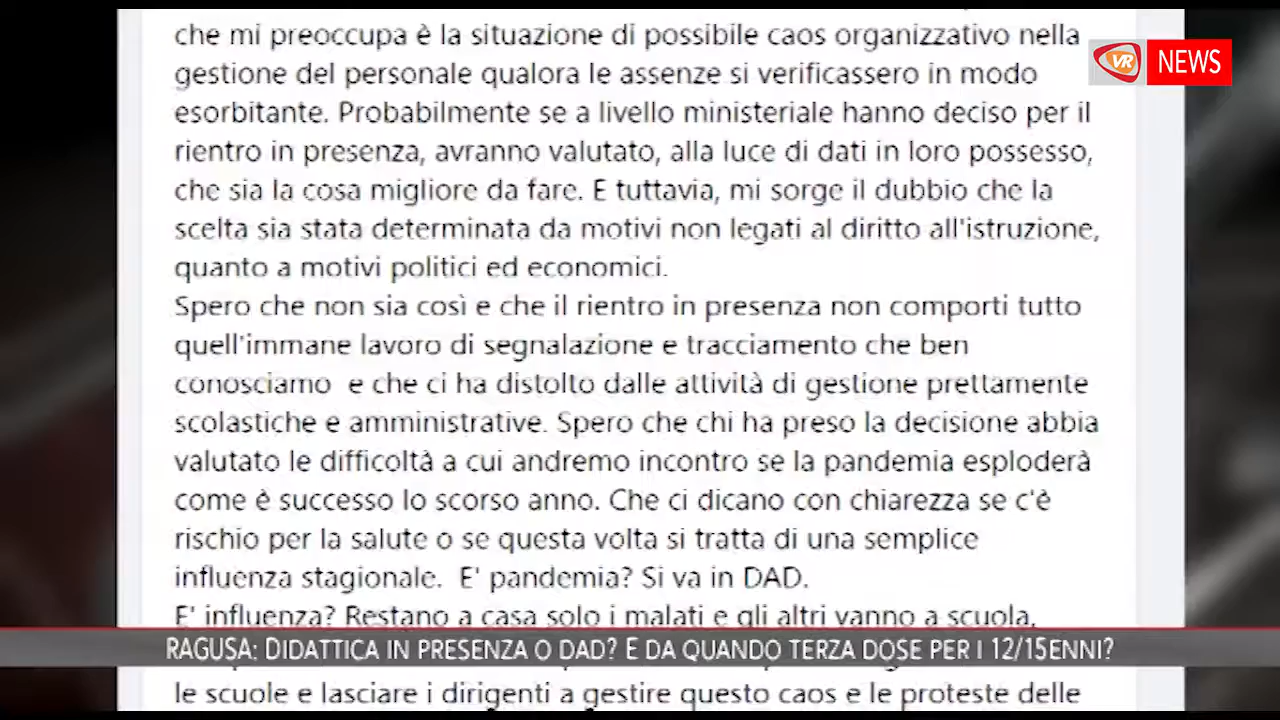 che mi preoccupa è la situazione di possibile caos organizzativo nella
gestione del personale qualora le assenze si verificassero in modo
esorbitante. Probabilmente se a livello ministeriale hanno deciso per il
rientro in presenza, avranno valutato, alla luce di dati in loro possesso,
che sia la cosa migliore da fare. E tuttavia, mi sorge il dubbio che la
scelta sia stata determinata da motivi non legati al diritto all'istruzione,
quanto a motivi politici ed economici.
Spero che non sia così e che il rientro in presenza non comporti tutto
quell'immane lavoro di segnalazione e tracciamento che ben
conosciamo  e che ci ha distolto dalle attività di gestione prettamente
scolastiche e amministrative. Spero che chi ha preso la decisione abbia
valutato le difficoltà a cui andremo incontro se la pandemia esploderà
come è successo lo scorso anno. Che ci dicano con chiarezza se c'è
rischio per la salute o se questa volta si tratta di una semplice
influenza stagionale.  E' pandemia? Si va in DAD.
E' influenza? Restano a casa solo i malati e gli altri vanno a scuola,
le scuole e lasciare i dirigenti a gestire questo caos e le proteste delle
VR NEWS
RAGUSA: DIDATTICA IN PRESENZA O DAD? E DA QUANDO TERZA DOSE PER I 12/15ENNI?